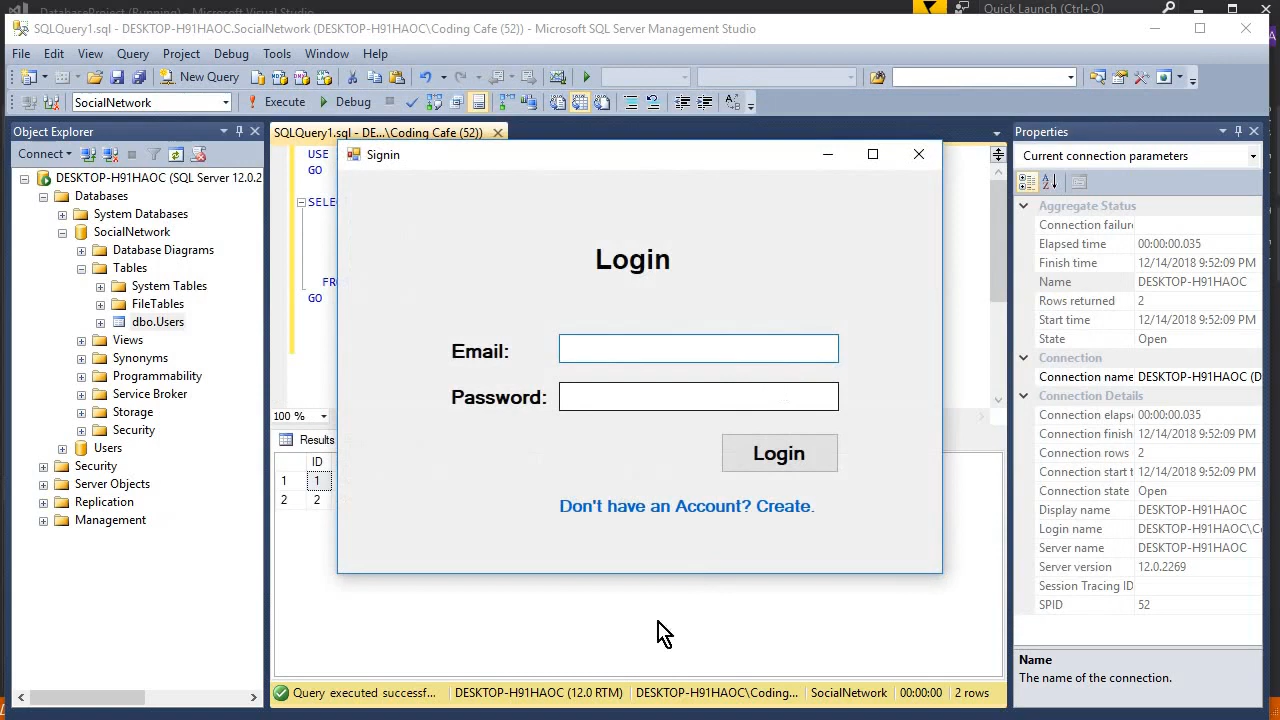 DatabaseProject (Running) - Microsoft Visual Studio
Quick Launch (Ctrl+Q)
SQLQuery1.sql - DESKTOP-H91HAOC.SocialNetwork (DESKTOP-H91HAOC\Coding Cafe (52)) - Microsoft SQL Server Management Studio
File Edit View Query Project Debug Tools Window Help
New Query
SocialNetwork Execute Debug
Object Explorer
Connect
DESKTOP-H91HAOC (SQL Server 12.0.2
Databases
System Databases
SocialNetwork
Database Diagrams
Tables
System Tables
FileTables
dbo.Users
Views
Synonyms
Programmability
Service Broker
Storage
Security
Users
Security
Server Objects
Replication
Management
SQLQuery1.sql - DE...\Coding Cafe (52))
USE
GO
SELE
FR
GO
100 %
Results
ID
1 1
2 2
Signin
Login
Email:
Password:
Login
Don't have an Account? Create.
Properties
Current connection parameters
Aggregate Status
Connection failure
Elapsed time 00:00:00.035
Finish time 12/14/2018 9:52:09 PM
Name DESKTOP-H91HAOC
Rows returned 2
Start time 12/14/2018 9:52:09 PM
State Open
Connection
Connection name DESKTOP-H91HAOC (D
Connection Details
Connection elaps 00:00:00.035
Connection finish 12/14/2018 9:52:09 PM
Connection rows 2
Connection start t 12/14/2018 9:52:09 PM
Connection state Open
Display name DESKTOP-H91HAOC
Login name DESKTOP-H91HAOC\Co
Server name DESKTOP-H91HAOC
Server version 12.0.2269
Session Tracing ID
SPID 52
Name
The name of the connection.
Query executed successf... DESKTOP-H91HAOC (12.0 RTM) DESKTOP-H91HAOC\Coding... SocialNetwork 00:00:00 2 rows